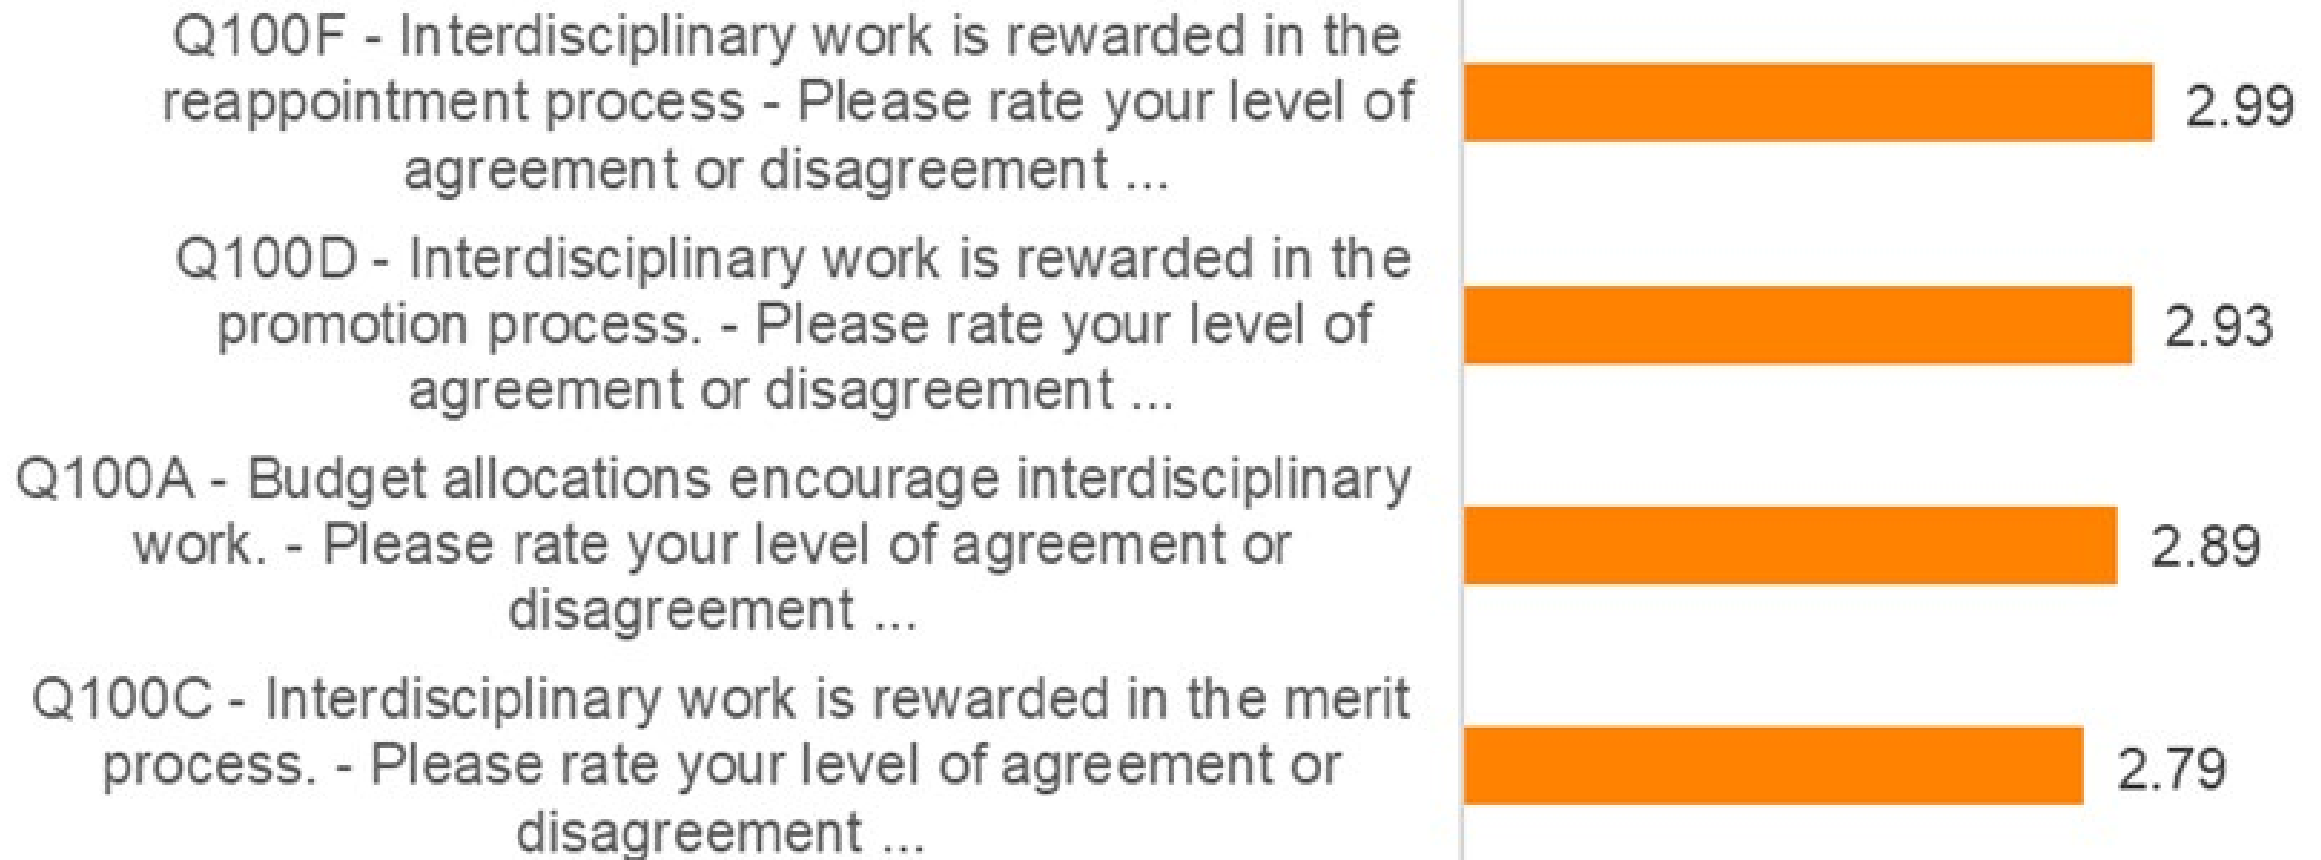 Q100F - Interdisciplinary work is rewarded in the
reappointment process - Please rate your level of
agreement or disagreement ...
2.99
Q100D - Interdisciplinary work is rewarded in the
promotion process. - Please rate your level of
agreement or disagreement ...
2.93
Q100A - Budget allocations encourage interdisciplinary
work. - Please rate your level of agreement or
disagreement ...
2.89
Q100C - Interdisciplinary work is rewarded in the merit
process. - Please rate your level of agreement or
disagreement ...
2.79